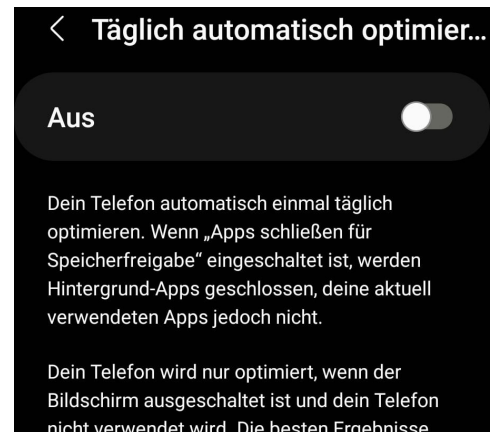 Täglich automatisch optimier...
Aus
Dein Telefon automatisch einmal täglich
optimieren. Wenn „Apps schließen für
Speicherfreigabe“ eingeschaltet ist, werden
Hintergrund-Apps geschlossen, deine aktuell
verwendeten Apps jedoch nicht.
Dein Telefon wird nur optimiert, wenn der
Bildschirm ausgeschaltet ist und dein Telefon
nicht verwendet wird. Die besten Ergebnisse